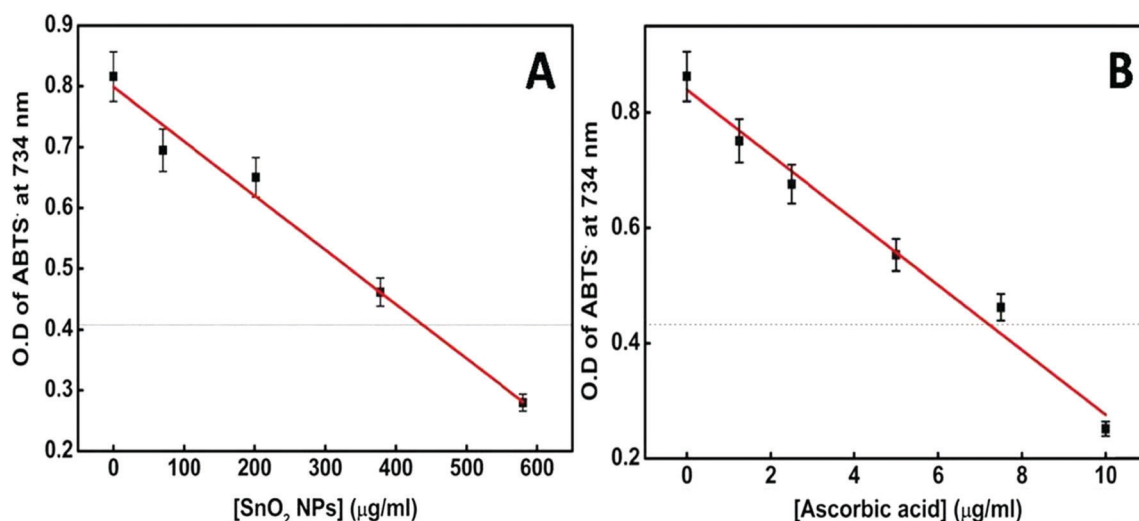 A
O.D of ABTS· at 734 nm
0.9
0.8
0.7
0.6
0.5
0.4
0.3
0.2
0 100 200 300 400 500 600
[SnO₂ NPs] (μg/ml)
B
O.D of ABTS· at 734 nm
0.8
0.6
0.4
0.2
0 2 4 6 8 10
[Ascorbic acid] (μg/ml)